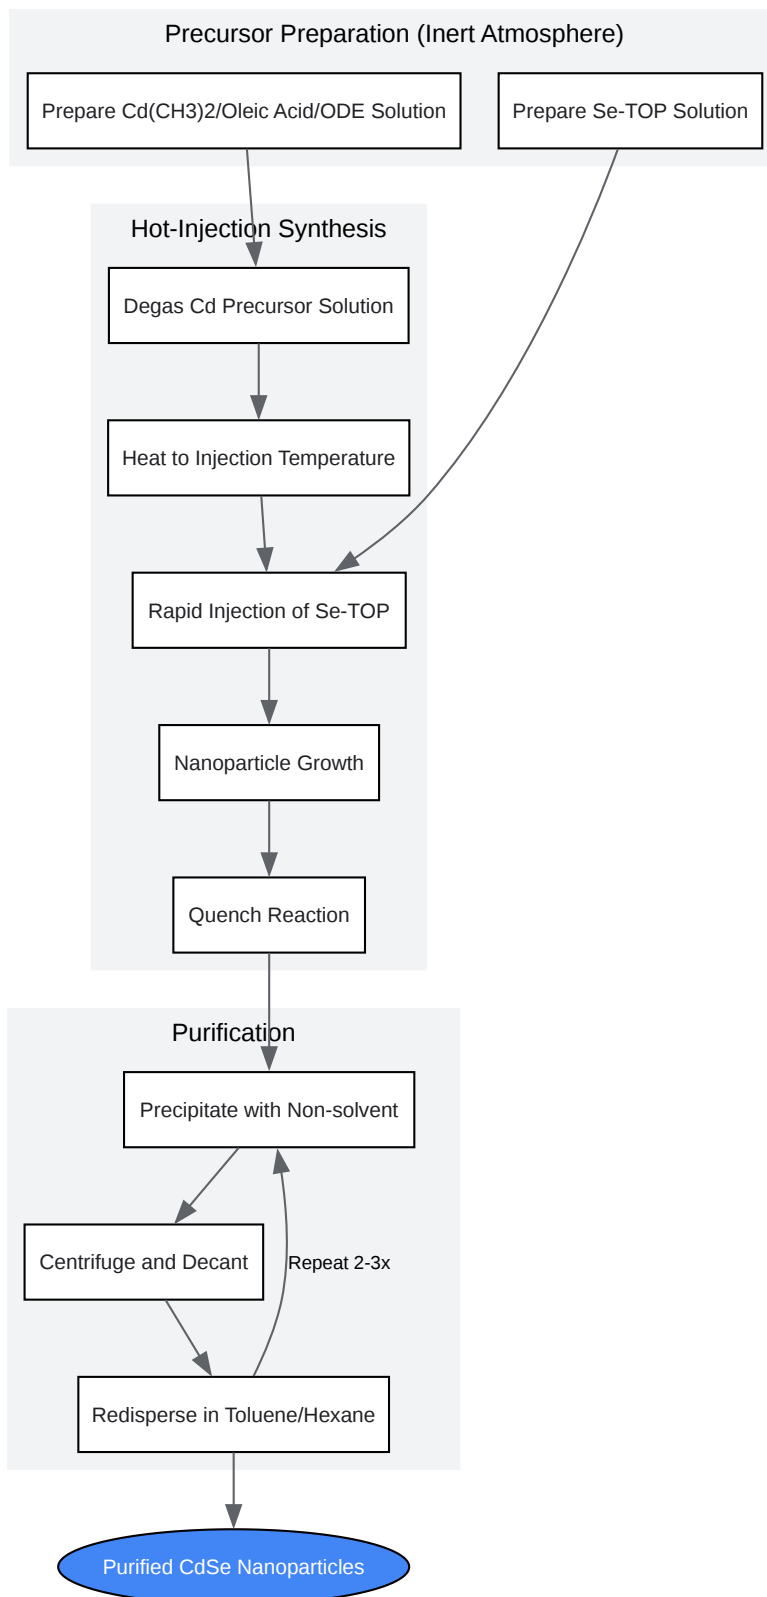 Precursor Preparation (Inert Atmosphere)
Prepare Cd(CH3)2/Oleic Acid/ODE Solution
Prepare Se-TOP Solution
Hot-Injection Synthesis
Degas Cd Precursor Solution
Heat to Injection Temperature
Rapid Injection of Se-TOP
Nanoparticle Growth
Quench Reaction
Purification
Precipitate with Non-solvent
Centrifuge and Decant
Repeat 2-3x
Redisperse in Toluene/Hexane
Purified CdSe Nanoparticles